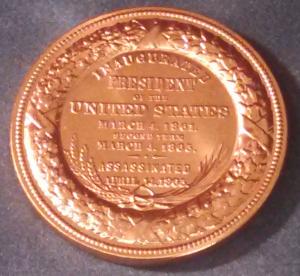 INAUGURATED
PRESIDENT
OF THE
UNITED STATES
MARCH 4, 1861.
SECOND TERM
MARCH 4, 1865.
ASSASSINATED
APRIL 14, 1865.